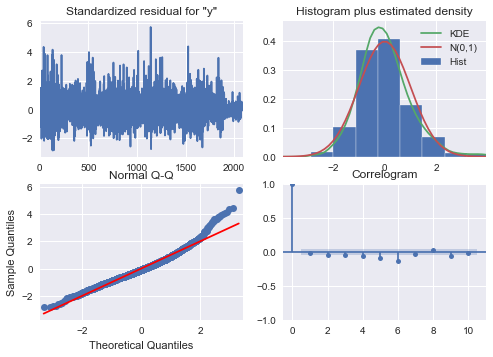 Standardized residual for "y"
Histogram plus estimated density
6
4
2
0
−2
0 500 1000 1500 2000
0.4
0.3
0.2
0.1
0.0
−2 0 2
KDE
N(0,1)
Hist
Normal Q-Q
Correlogram
Sample Quantiles
6
4
2
0
−2
−2 0 2
Theoretical Quantiles
1.0
0.5
0.0
−0.5
−1.0
0 2 4 6 8 10